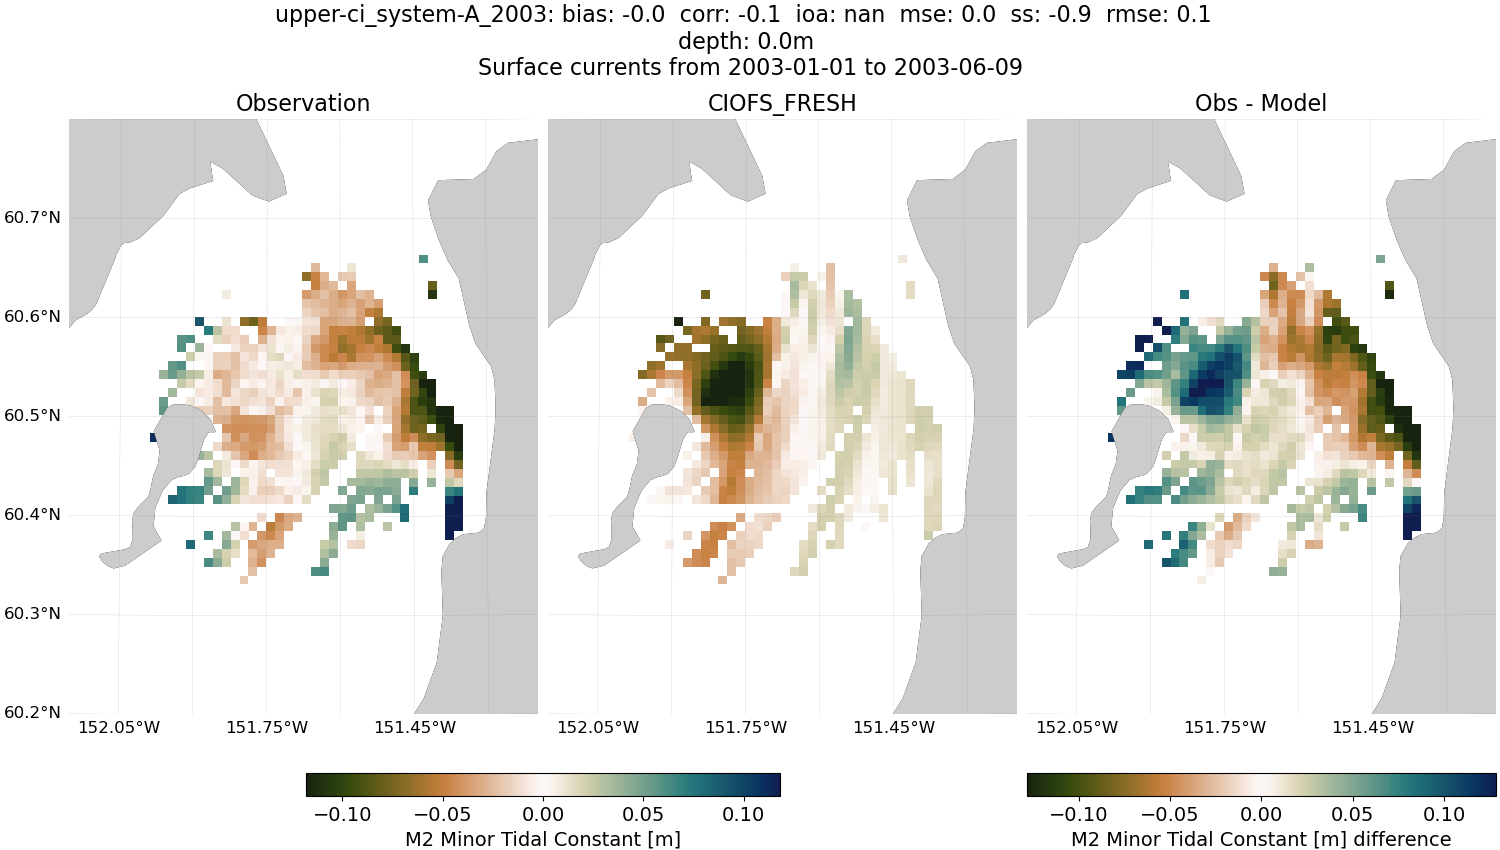 upper-ci_system-A_2003: bias: -0.0  corr: -0.1  ioa: nan  mse: 0.0  ss: -0.9  rmse: 0.1
depth: 0.0m
Surface currents from 2003-01-01 to 2003-06-09
Observation
CIOFS_FRESH
Obs - Model
60.7°N
60.6°N
60.5°N
60.4°N
60.3°N
60.2°N
152.05°W 151.75°W 151.45°W
152.05°W 151.75°W 151.45°W
152.05°W 151.75°W 151.45°W
−0.10 −0.05 0.00 0.05 0.10
M2 Minor Tidal Constant [m]
−0.10 −0.05 0.00 0.05 0.10
M2 Minor Tidal Constant [m] difference